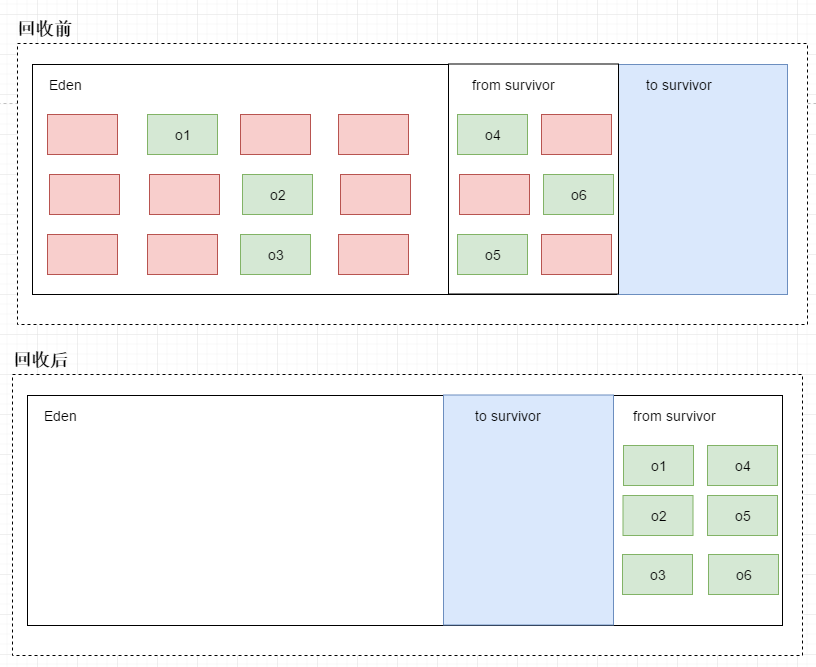 回收前
Eden
from survivor
to survivor
o1
o4
o2
o6
o3
o5
回收后
Eden
to survivor
from survivor
o1
o4
o2
o5
o3
o6